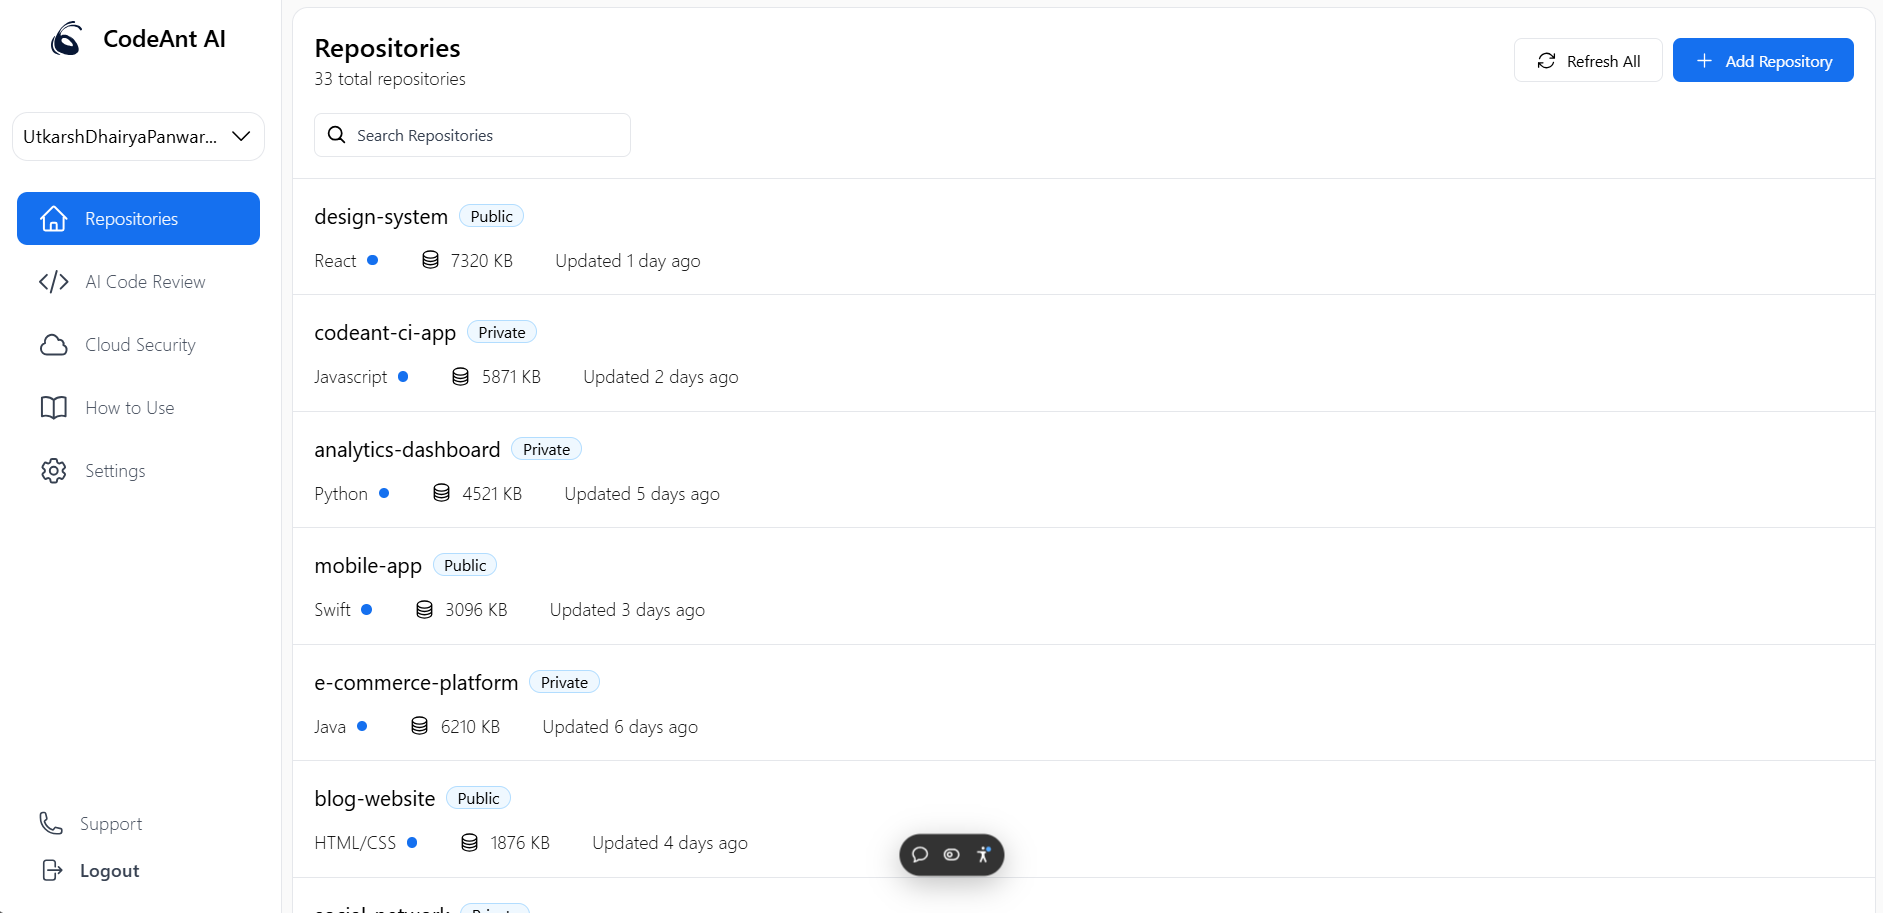 CodeAnt AI
UtkarshDhairyaPanwar...
Repositories
AI Code Review
Cloud Security
How to Use
Settings
Support
Logout
Repositories
33 total repositories
Refresh All
Add Repository
Search Repositories
design-system Public
React 7320 KB Updated 1 day ago
codeant-ci-app Private
Javascript 5871 KB Updated 2 days ago
analytics-dashboard Private
Python 4521 KB Updated 5 days ago
mobile-app Public
Swift 3096 KB Updated 3 days ago
e-commerce-platform Private
Java 6210 KB Updated 6 days ago
blog-website Public
HTML/CSS 1876 KB Updated 4 days ago
social-network Private